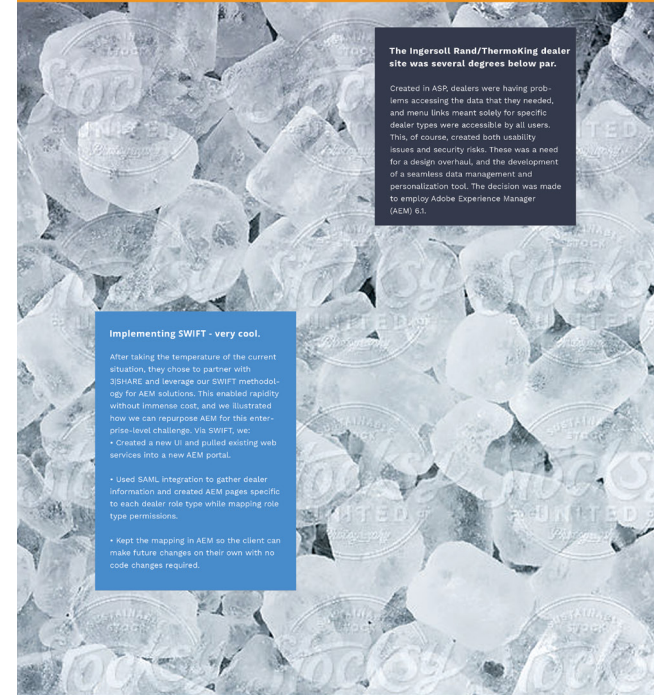 The Ingersoll Rand/ThermoKing dealer
site was several degrees below par.
Created in ASP, dealers were having prob-
lems accessing the data that they needed,
and menu links meant solely for specific
dealer types were accessible by all users.
This, of course, created both usability
issues and security risks. These was a need
for a design overhaul, and the development
of a seamless data management and
personalization tool. The decision was made
to employ Adobe Experience Manager
(AEM) 6.1.
Implementing SWIFT - very cool.
After taking the temperature of the current
situation, they chose to partner with
3|SHARE and leverage our SWIFT methodol-
ogy for AEM solutions. This enabled rapidity
without immense cost, and we illustrated
how we can repurpose AEM for this enter-
prise-level challenge. Via SWIFT, we:
• Created a new UI and pulled existing web
services into a new AEM portal.
• Used SAML integration to gather dealer
information and created AEM pages specific
to each dealer role type while mapping role
type permissions.
• Kept the mapping in AEM so the client can
make future changes on their own with no
code changes required.